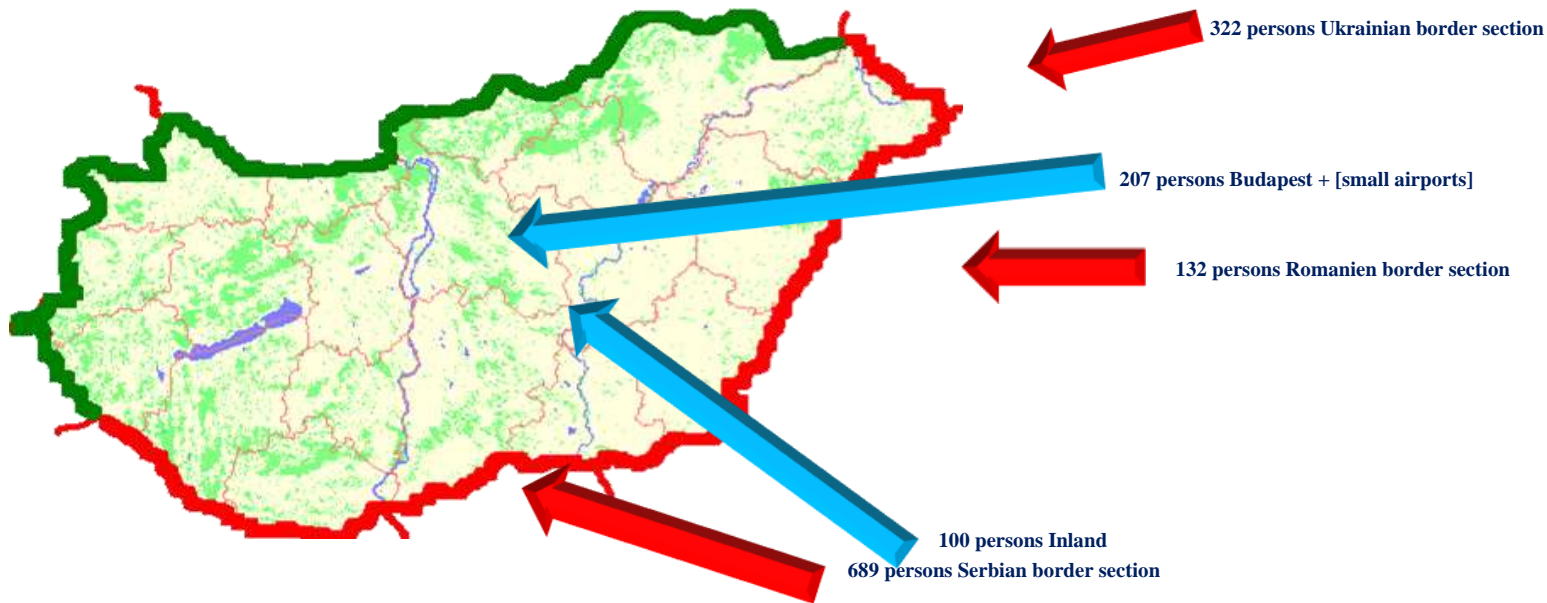 322 persons Ukrainian border section
207 persons Budapest + [small airports]
132 persons Romanien border section
100 persons Inland
689 persons Serbian border section